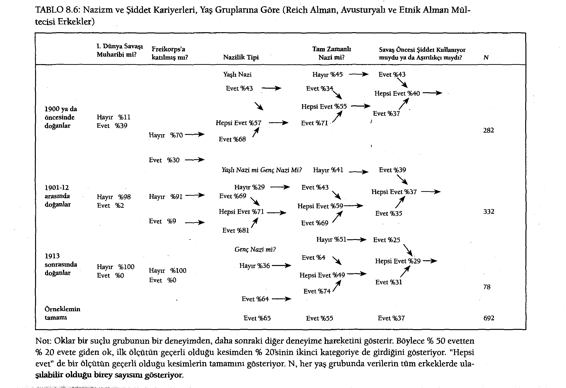 TABLO 8.6: Nazizm ve Şiddet Kariyerleri, Yaş Gruplarına Göre (Reich Alman, Avusturyalı ve Etnik Alman Mül-
tecisi Erkekler)
1. Dünya Savaşı Muharibi mi?
Freikorps'a katılmış mı?
Nazilik Tipi
Tam Zamanlı Nazi mi?
Savaş Öncesi Şiddet Kullanıyor muydu ya da Aşırılıkçı mıydı?
N
Yaşlı Nazi
Hayır %45
Evet %43
Evet %43
Evet %34
Hepsi Evet %40
1900 ya da öncesinde doğanlar
Hayır %11
Evet %39
Hepsi Evet %57
Hepsi Evet %55
Evet %37
Hayır %70
Evet %68
Evet %71
282
Evet %30
Yaşlı Nazi mi Genç Nazi Mi?
Hayır %41
Evet %39
1901-12 arasında doğanlar
Hayır %98
Evet %2
Hayır %91
Hayır %29
Evet %69
Evet %43
Hepsi Evet %37
Hepsi Evet %71
Hepsi Evet %59
Evet %35
332
Evet %9
Evet %81
Evet %69
Hayır %51
Evet %25
Genç Nazi mi?
1913 sonrasında doğanlar
Hayır %100
Evet %0
Hayır %100
Evet %0
Hayır %36
Evet %4
Hepsi Evet %29
Hepsi Evet %49
Evet %31
Evet %74
78
Evet %64
Örneklemin tamamı
Evet %65
Evet %55
Evet %37
692
Not: Oklar bir suçlu grubunun bir deneyimden, daha sonraki diğer deneyime hareketini gösterir. Böylece % 50 evetten
% 20 evete giden ok, ilk ölçütün geçerli olduğu kesimden % 20'sinin ikinci kategoriye de girdiğini gösteriyor. "Hepsi
evet" de bir ölçütün geçerli olduğu kesimlerin tamamını gösteriyor. N, her yaş grubunda verilerin tüm erkeklerde ula-
şılabilir olduğu birey sayısını gösteriyor.